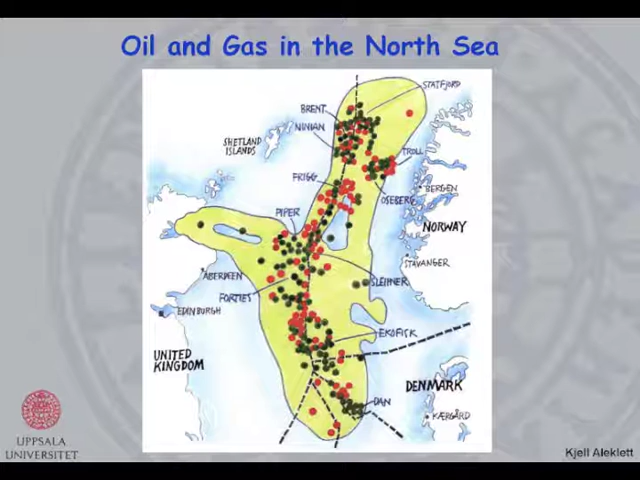 Oil and Gas in the North Sea
STATFJORD
BRENT
NINIAN
SHETLAND
ISLANDS
TROLL
FRIGG
BERGEN
OSEBERG
PIPER
NORWAY
STAVANGER
ABERDEEN
SLEIPNER
FORTIES
EDINBURGH
EKOFISK
UNITED
KINGDOM
DENMARK
DAN
KÆRGÅRD
UPPSALA
UNIVERSITET
Kjell Aleklett